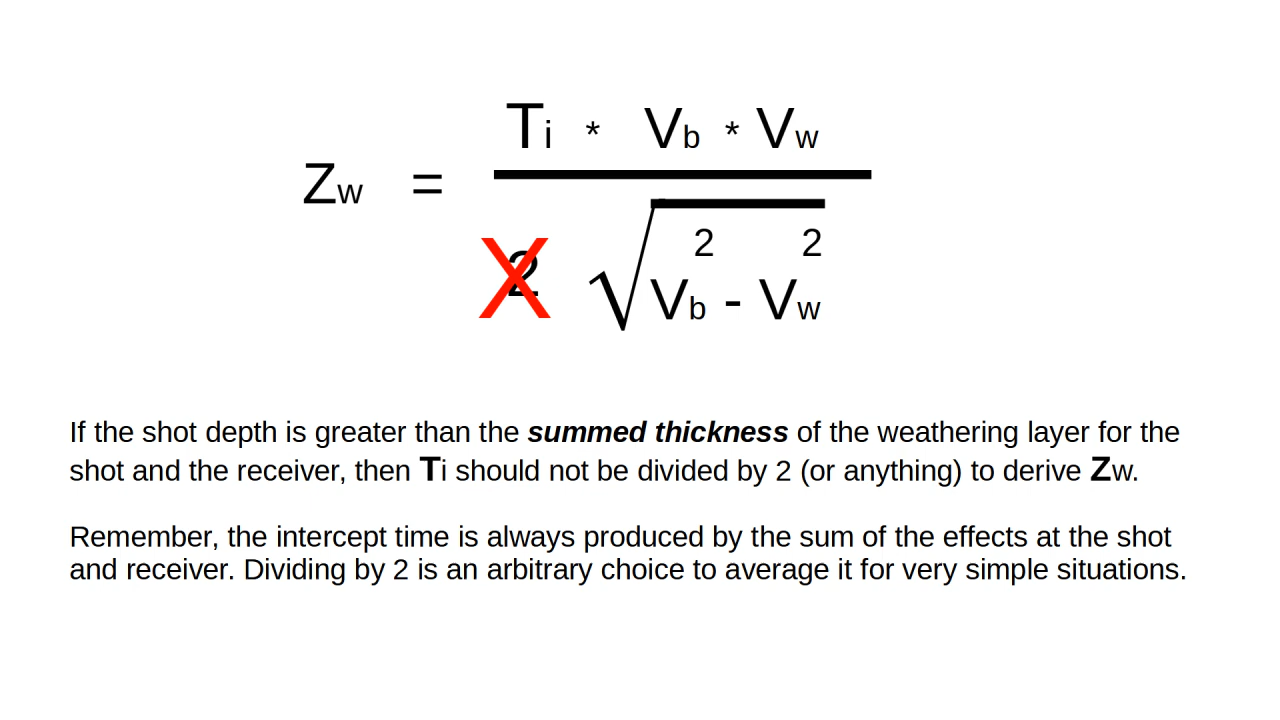 Ti * Vb * Vw
Zw =
2 √ Vb² - Vw²
X
If the shot depth is greater than the summed thickness of the weathering layer for the
shot and the receiver, then Ti should not be divided by 2 (or anything) to derive Zw.
Remember, the intercept time is always produced by the sum of the effects at the shot
and receiver. Dividing by 2 is an arbitrary choice to average it for very simple situations.